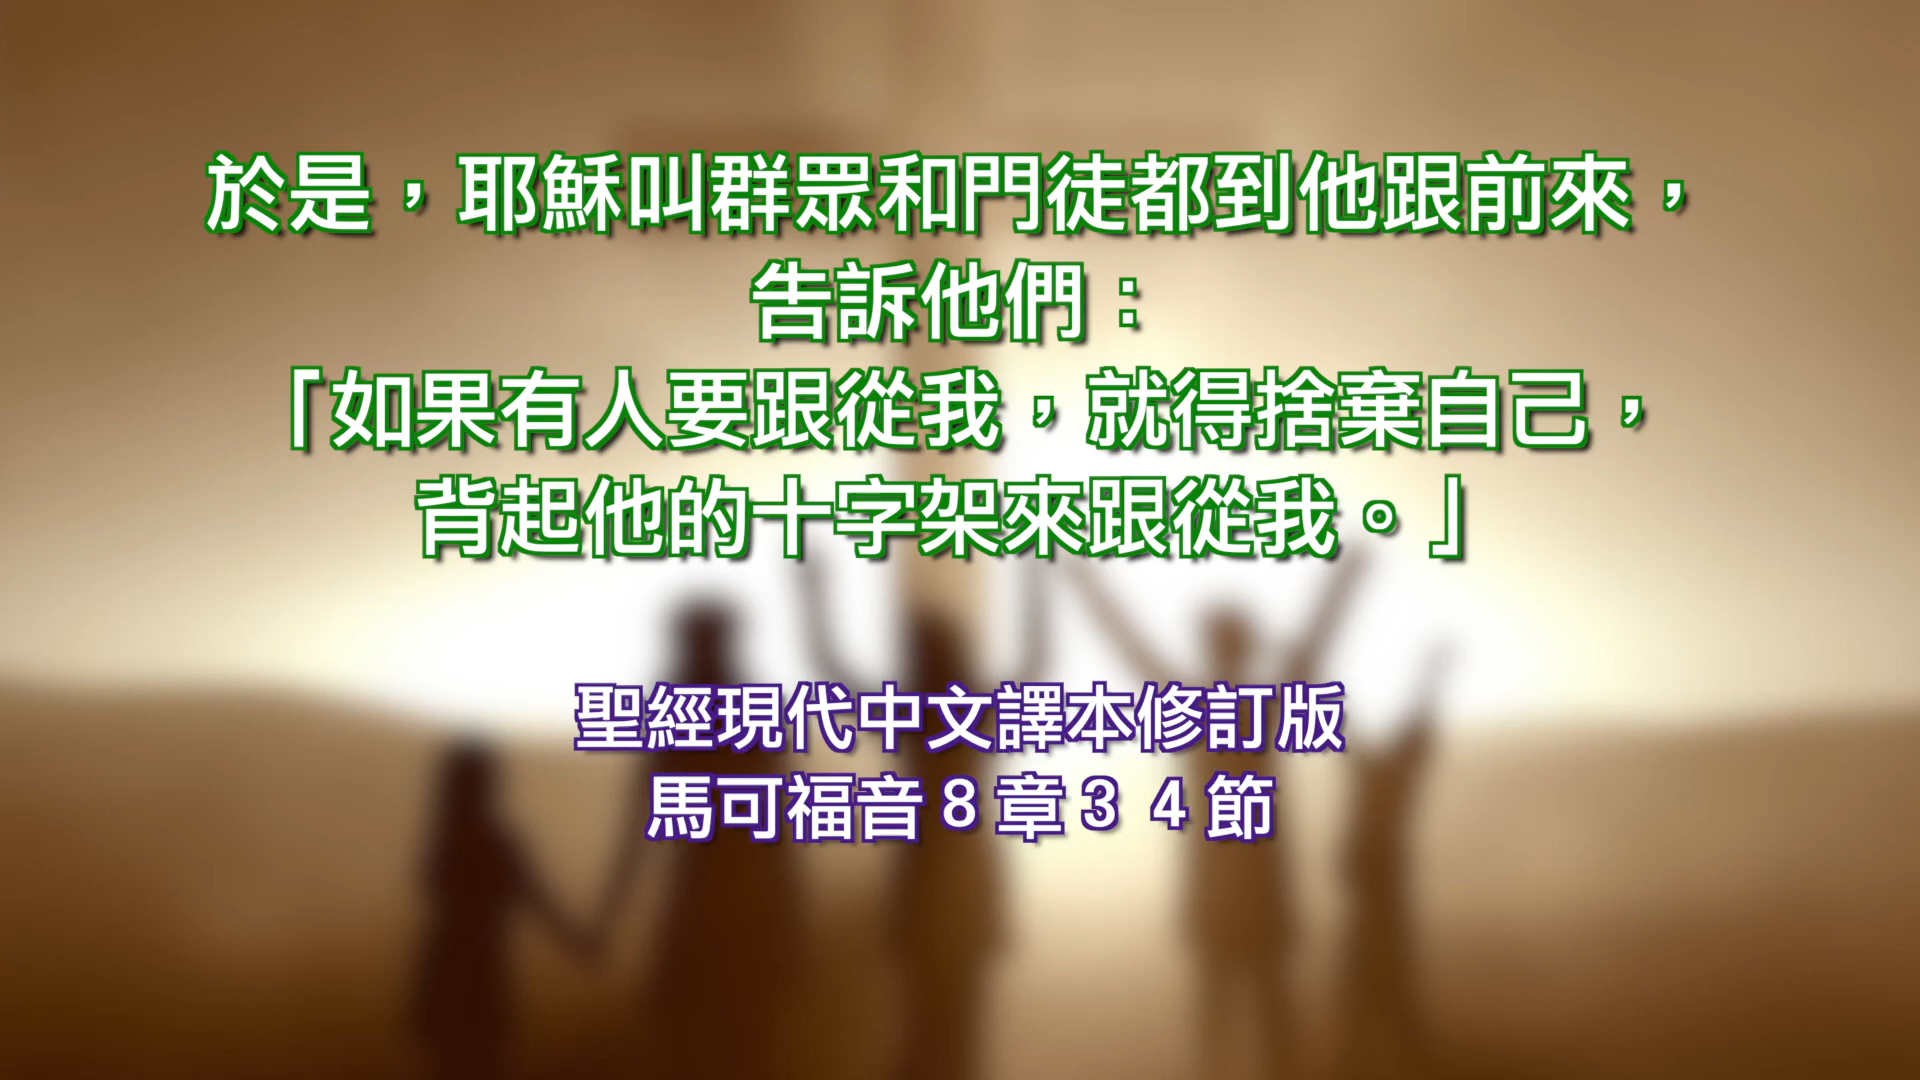 於是，耶穌叫群眾和門徒都到他跟前來，
告訴他們：
「如果有人要跟從我，就得捨棄自己，
背起他的十字架來跟從我。」
聖經現代中文譯本修訂版
馬可福音８章３４節